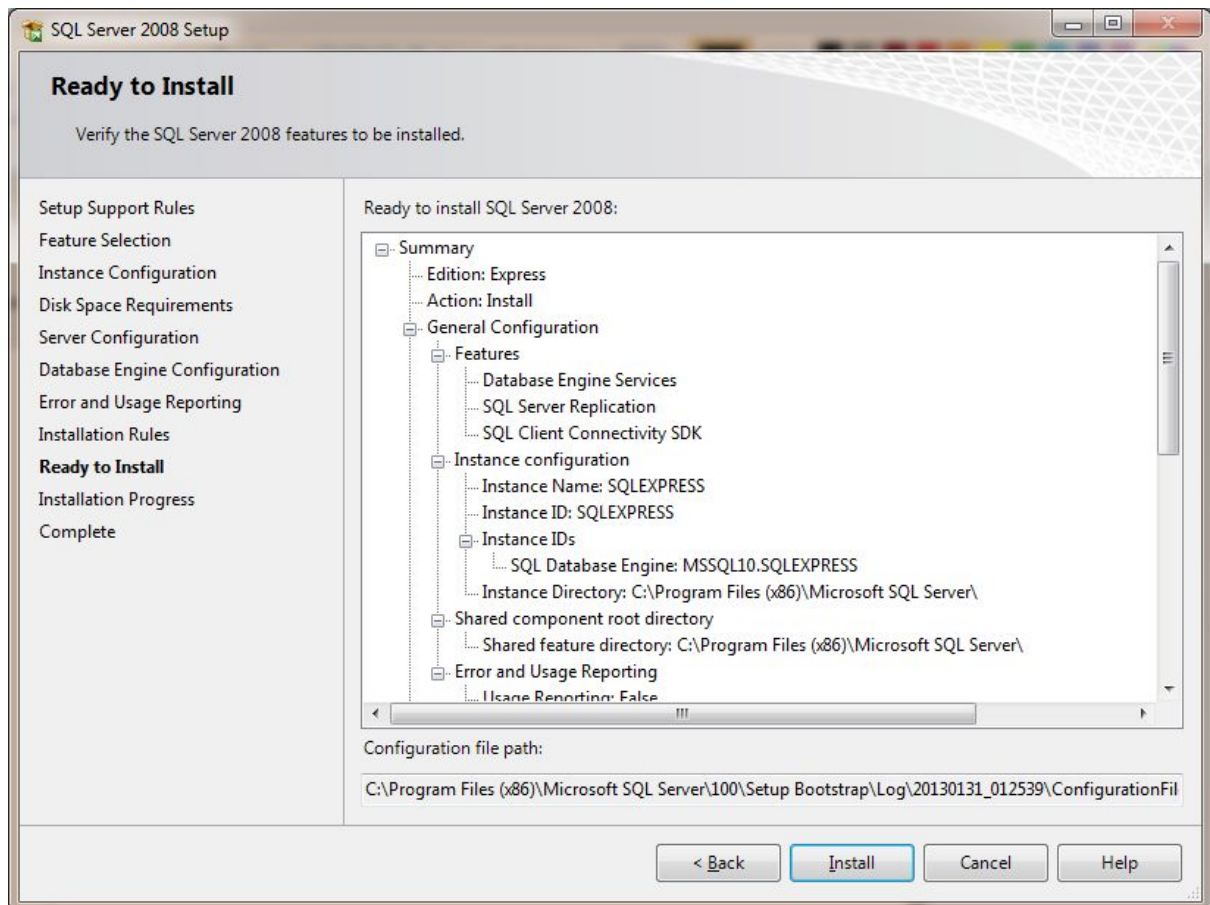 SQL Server 2008 Setup
Ready to Install
Verify the SQL Server 2008 features to be installed.
Setup Support Rules
Feature Selection
Instance Configuration
Disk Space Requirements
Server Configuration
Database Engine Configuration
Error and Usage Reporting
Installation Rules
Ready to Install
Installation Progress
Complete
Ready to install SQL Server 2008:
Summary
Edition: Express
Action: Install
General Configuration
Features
Database Engine Services
SQL Server Replication
SQL Client Connectivity SDK
Instance configuration
Instance Name: SQLEXPRESS
Instance ID: SQLEXPRESS
Instance IDs
SQL Database Engine: MSSQL10.SQLEXPRESS
Instance Directory: C:\Program Files (x86)\Microsoft SQL Server\
Shared component root directory
Shared feature directory: C:\Program Files (x86)\Microsoft SQL Server\
Error and Usage Reporting
Usage Reporting: False
Configuration file path:
C:\Program Files (x86)\Microsoft SQL Server\100\Setup Bootstrap\Log\20130131_012539\ConfigurationFil
< Back
Install
Cancel
Help